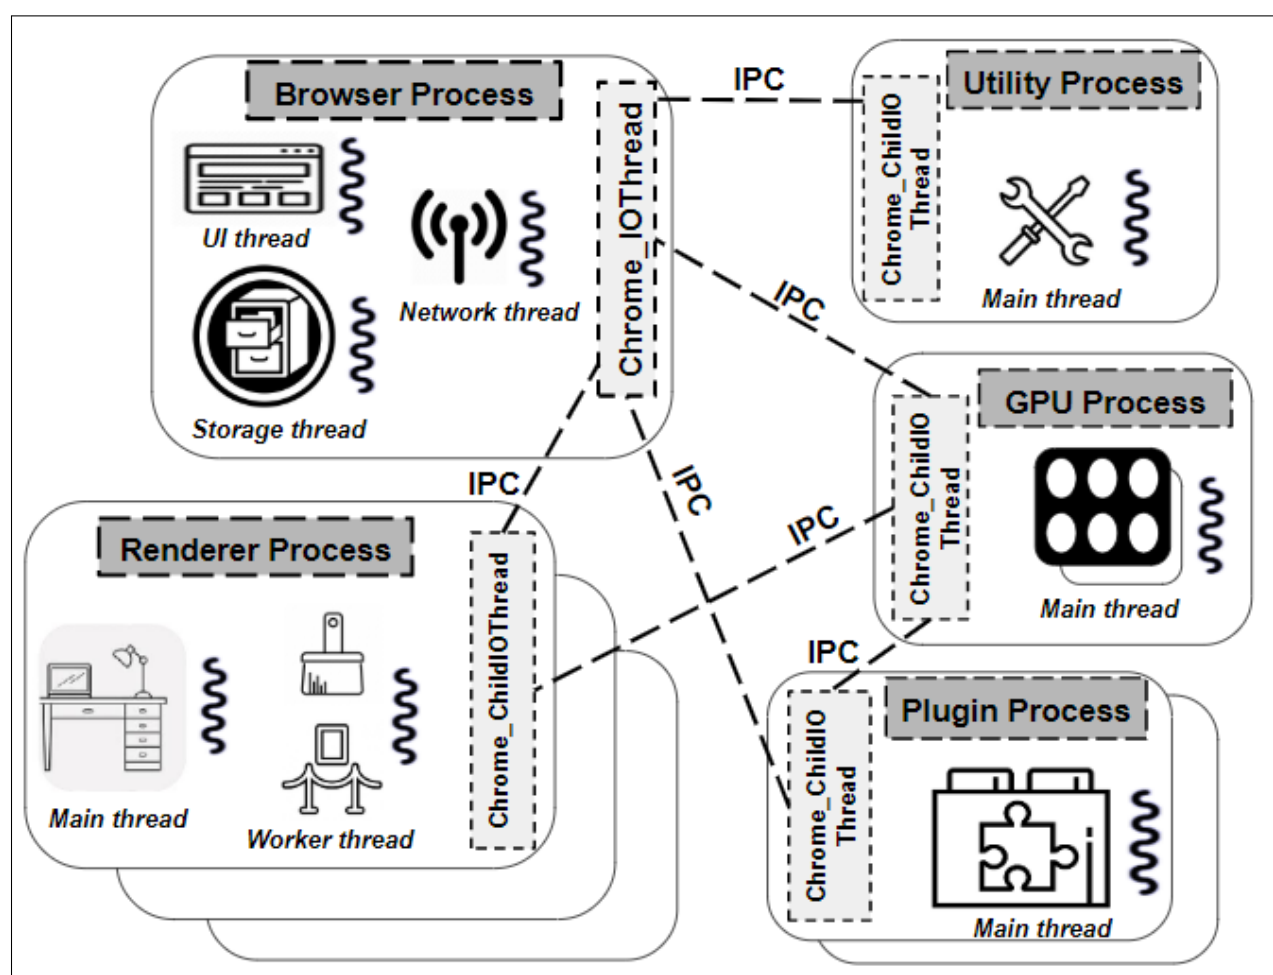 Browser Process
UI thread
Network thread
Storage thread
Chrome_IOThread
IPC
Utility Process
Chrome_ChildIO
Thread
Main thread
IPC
GPU Process
Chrome_ChildIO
Thread
Main thread
IPC
IPC
IPC
IPC
Renderer Process
Main thread
Worker thread
Chrome_ChildIOThread
Plugin Process
Chrome_ChildIO
Thread
Main thread